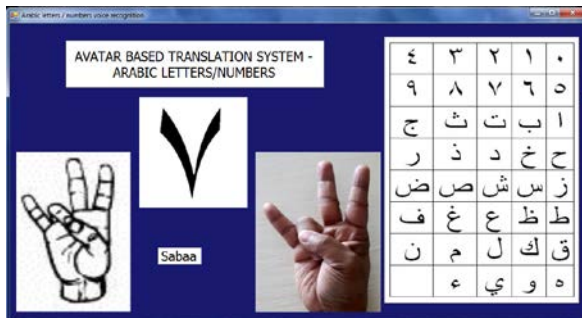 Arabic letters / numbers voice recognition
AVATAR BASED TRANSLATION SYSTEM -
ARABIC LETTERS/NUMBERS
٧
Sabaa
٠ ١ ٢ ٣ ٤
٥ ٦ ٧ ٨ ٩
ا ب ت ث ج
ح خ د ذ ر
ز س ش ص ض
ط ظ ع غ ف
ق ك ل م ن
ه و ي ء